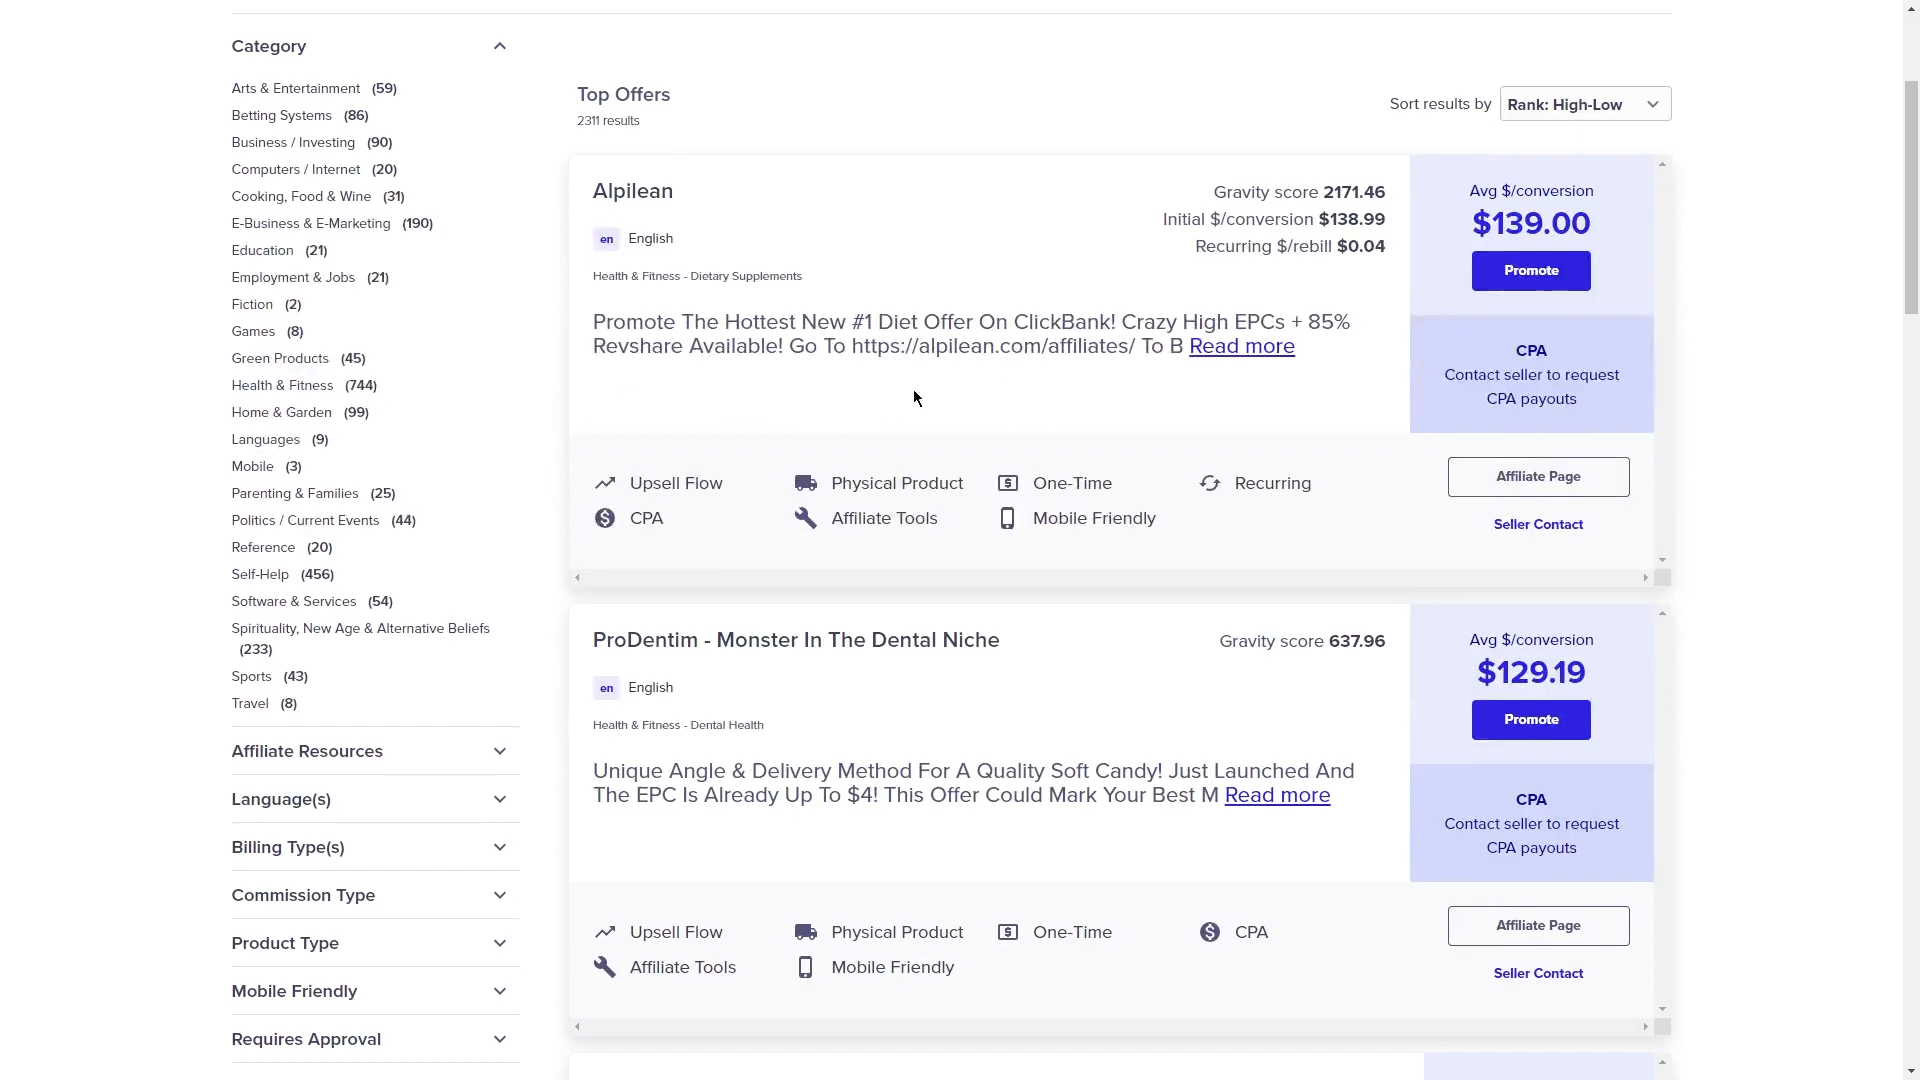 Category
Arts & Entertainment (59)
Betting Systems (86)
Business / Investing (90)
Computers / Internet (20)
Cooking, Food & Wine (31)
E-Business & E-Marketing (190)
Education (21)
Employment & Jobs (21)
Fiction (2)
Games (8)
Green Products (45)
Health & Fitness (744)
Home & Garden (99)
Languages (9)
Mobile (3)
Parenting & Families (25)
Politics / Current Events (44)
Reference (20)
Self-Help (456)
Software & Services (54)
Spirituality, New Age & Alternative Beliefs
(233)
Sports (43)
Travel (8)
Affiliate Resources
Language(s)
Billing Type(s)
Commission Type
Product Type
Mobile Friendly
Requires Approval
Top Offers
2311 results
Sort results by Rank: High-Low
Alpilean
Gravity score 2171.46
Initial $/conversion $138.99
Recurring $/rebill $0.04
en English
Health & Fitness - Dietary Supplements
Promote The Hottest New #1 Diet Offer On ClickBank! Crazy High EPCs + 85%
Revshare Available! Go To https://alpilean.com/affiliates/ To B Read more
Avg $/conversion
$139.00
Promote
CPA
Contact seller to request
CPA payouts
Upsell Flow Physical Product One-Time Recurring
CPA Affiliate Tools Mobile Friendly
Affiliate Page
Seller Contact
ProDentim - Monster In The Dental Niche
Gravity score 637.96
en English
Health & Fitness - Dental Health
Unique Angle & Delivery Method For A Quality Soft Candy! Just Launched And
The EPC Is Already Up To $4! This Offer Could Mark Your Best M Read more
Avg $/conversion
$129.19
Promote
CPA
Contact seller to request
CPA payouts
Upsell Flow Physical Product One-Time CPA
Affiliate Tools Mobile Friendly
Affiliate Page
Seller Contact